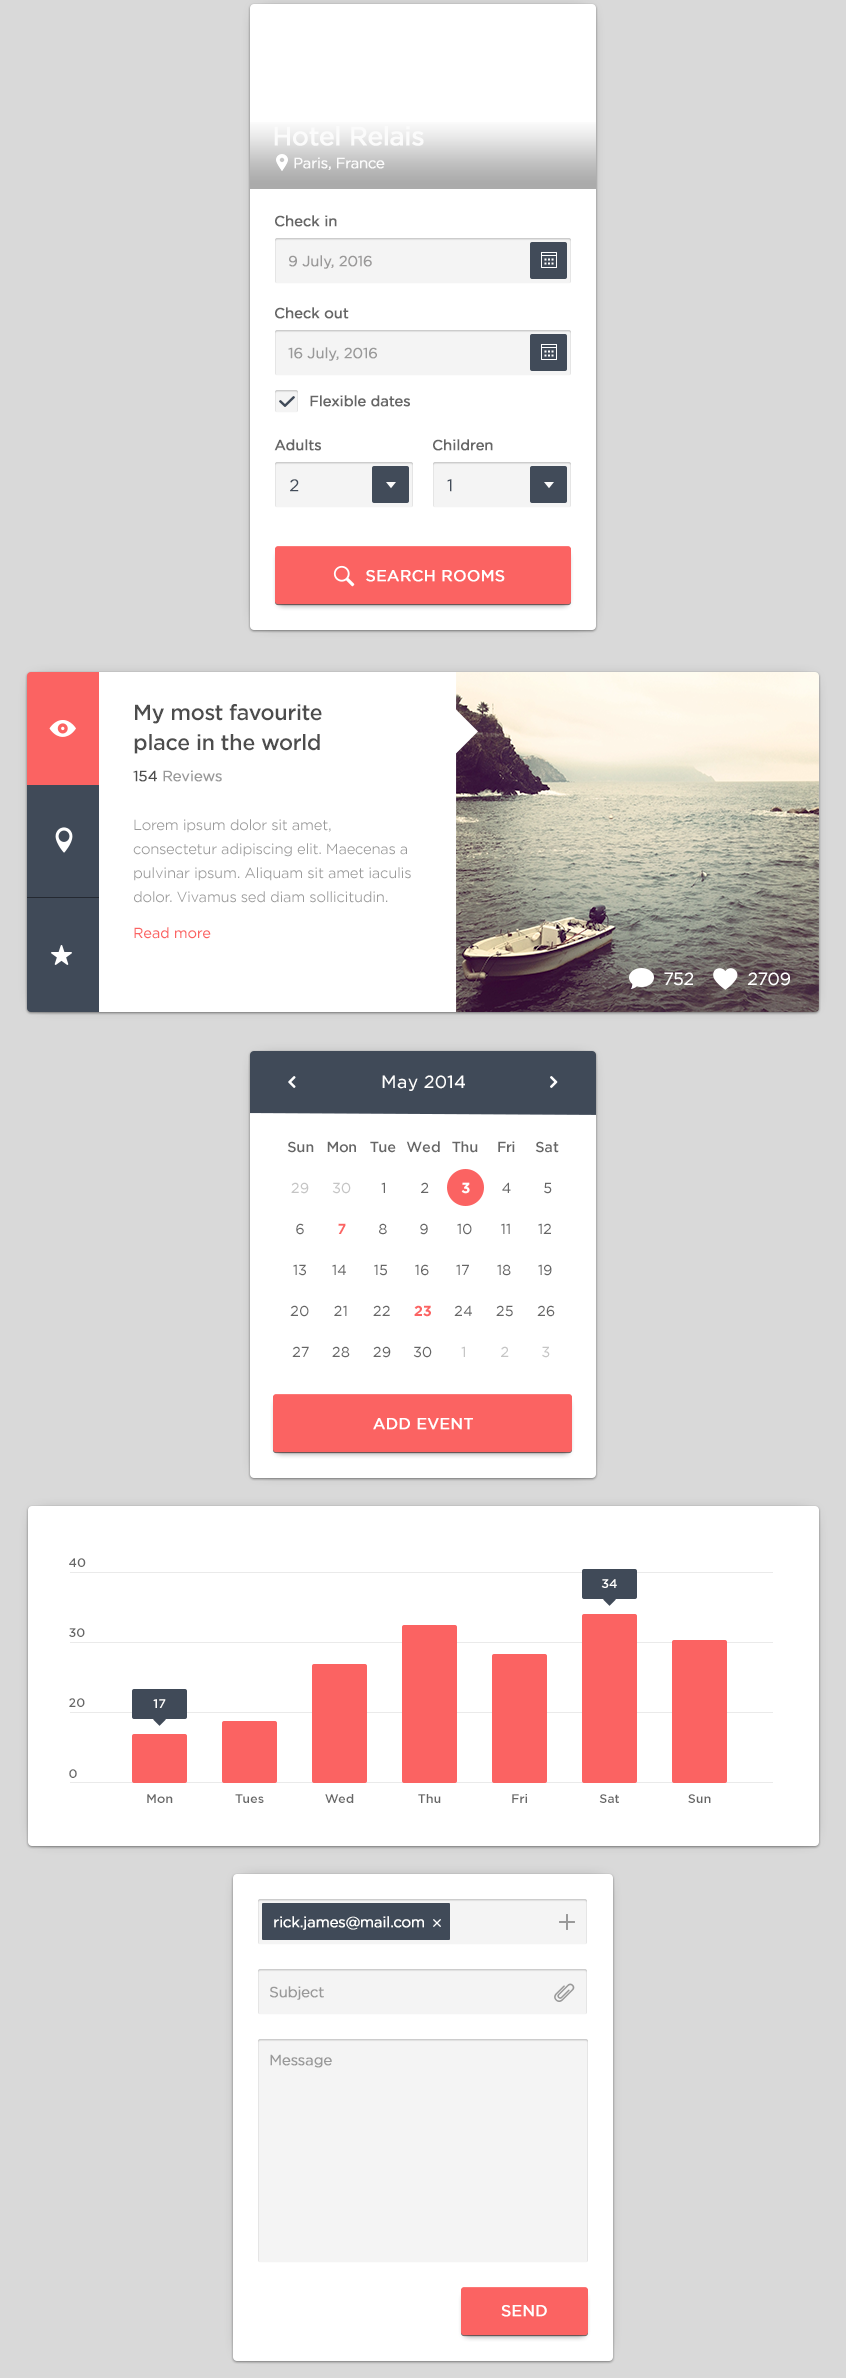 Hotel Relais
Paris, France
Check in
9 July, 2016
Check out
16 July, 2016
Flexible dates
Adults
Children
2
1
SEARCH ROOMS
My most favourite
place in the world
154 Reviews
Lorem ipsum dolor sit amet,
consectetur adipiscing elit. Maecenas a
pulvinar ipsum. Aliquam sit amet iaculis
dolor. Vivamus sed diam sollicitudin.
Read more
752 2709
May 2014
Sun Mon Tue Wed Thu Fri Sat
29 30 1 2 3 4 5
6 7 8 9 10 11 12
13 14 15 16 17 18 19
20 21 22 23 24 25 26
27 28 29 30 1 2 3
ADD EVENT
40
34
30
20
17
0
Mon Tues Wed Thu Fri Sat Sun
rick.james@mail.com ×
Subject
Message
SEND